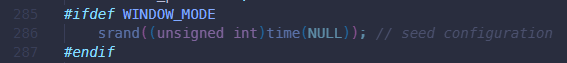 285 #ifdef WINDOW_MODE
286 srand((unsigned int)time(NULL)); // seed configuration
287 #endif